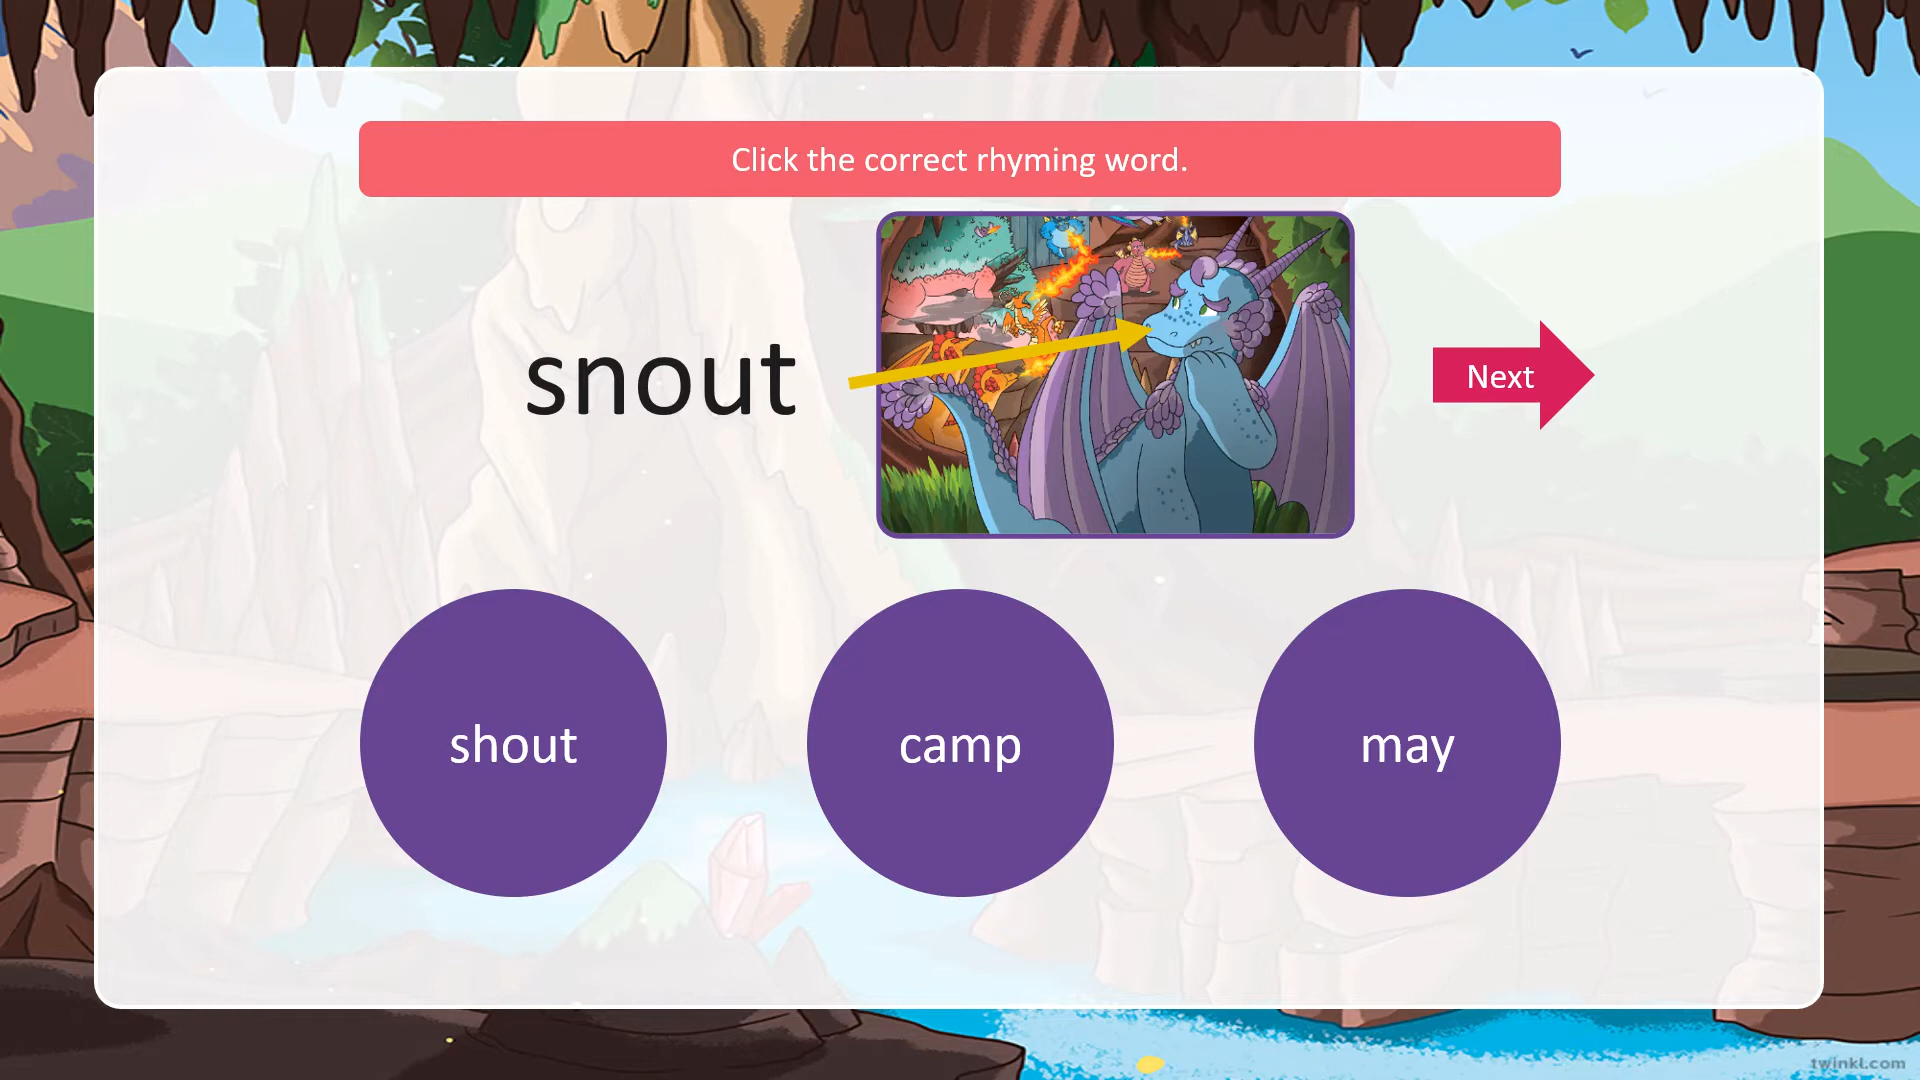 Click the correct rhyming word.
snout
Next
shout
camp
may
twinkl.com